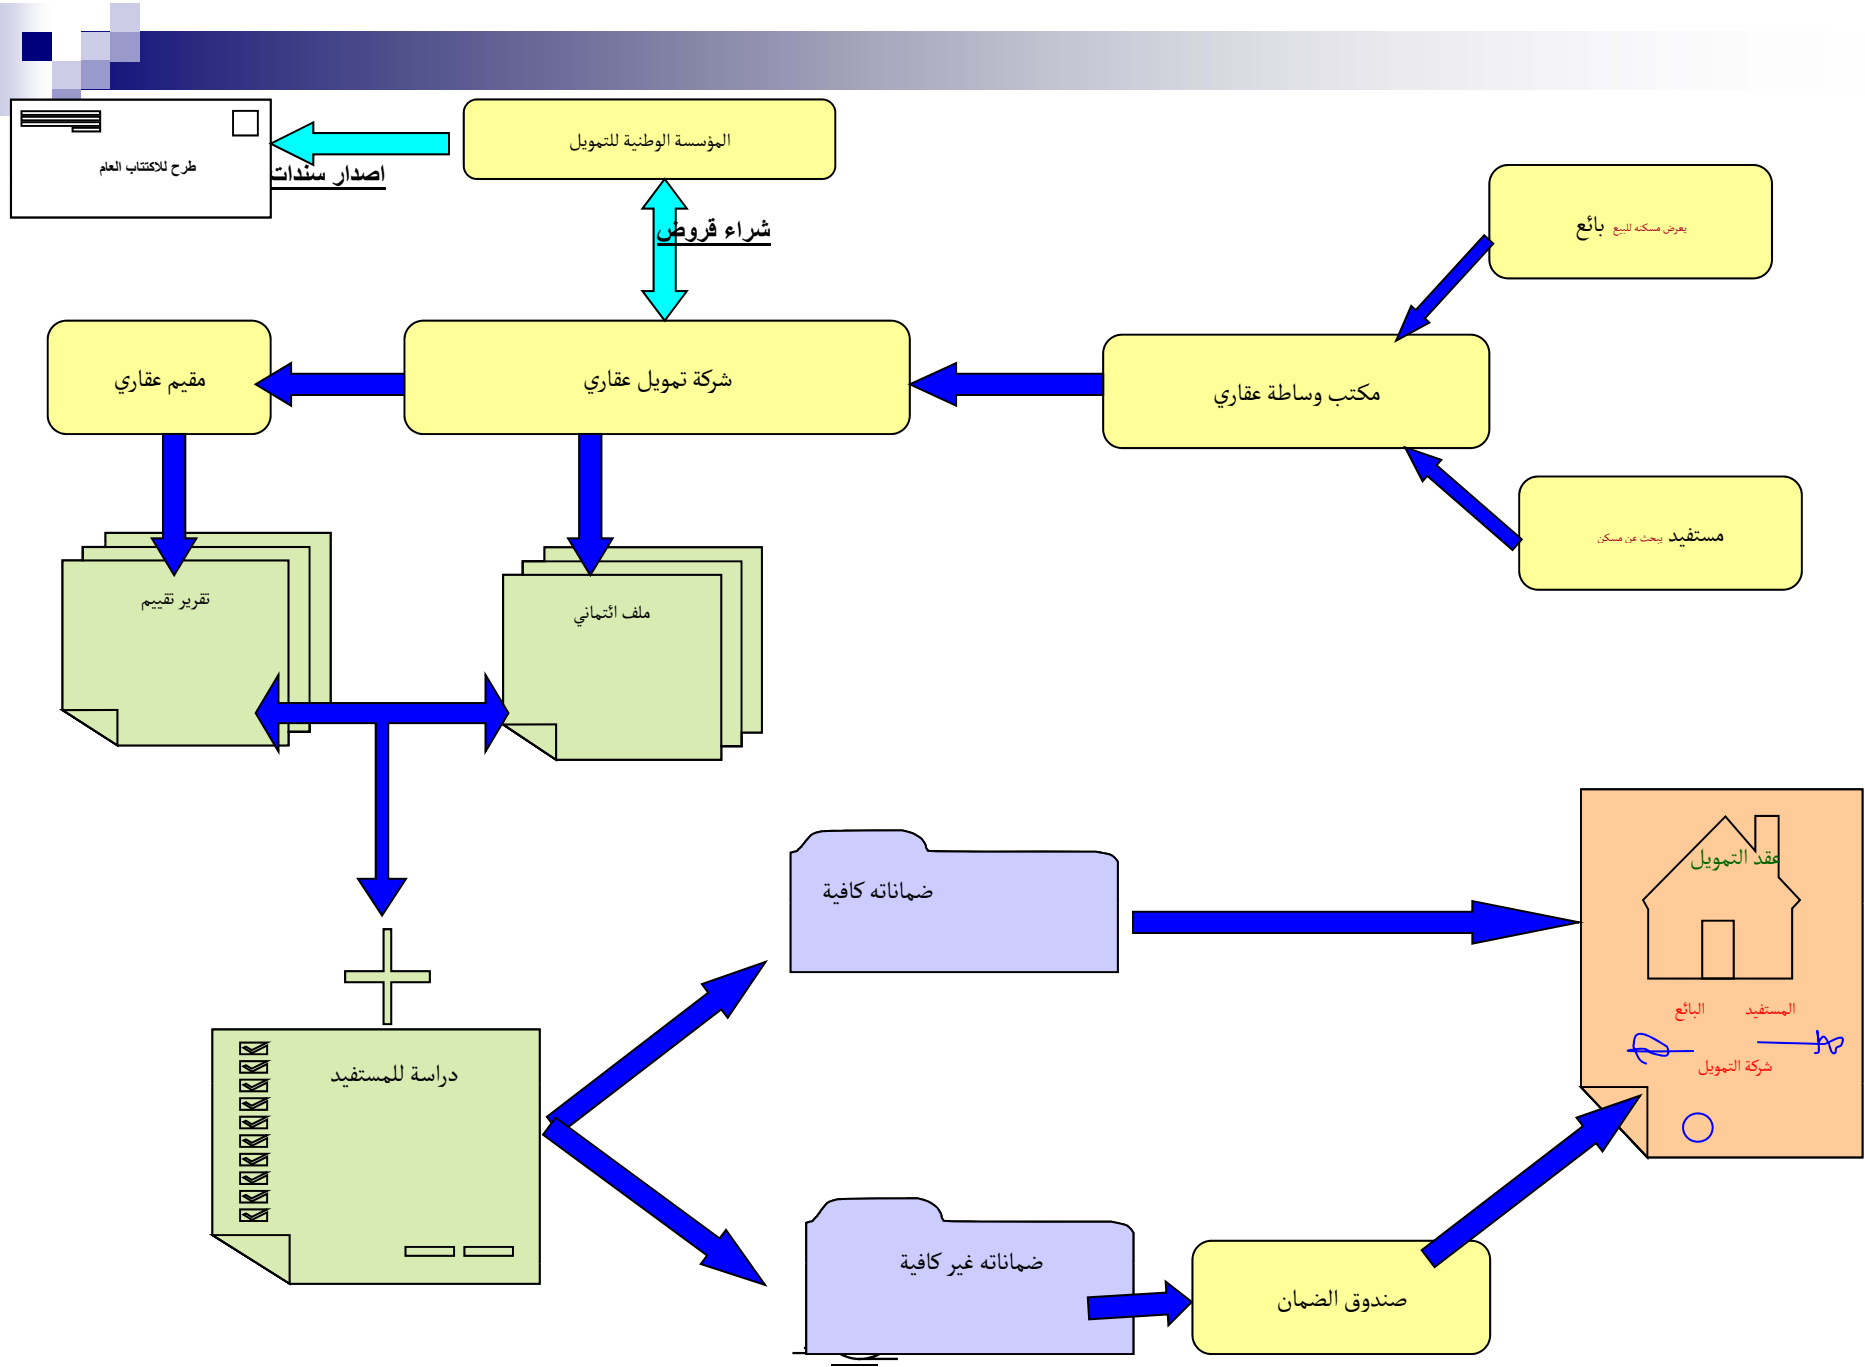 المؤسسة الوطنية للتمويل
طرح للاكتتاب العام
اصدار سندات
شراء قروض
بائع يعرض مسكنه للبيع
مكتب وساطة عقاري
شركة تمويل عقاري
مقيم عقاري
مستفيد يبحث عن مسكن
ملف ائتماني
تقرير تقييم
ضماناته كافية
عقد التمويل
المستفيد البائع
شركة التمويل
دراسة للمستفيد
ضماناته غير كافية
صندوق الضمان